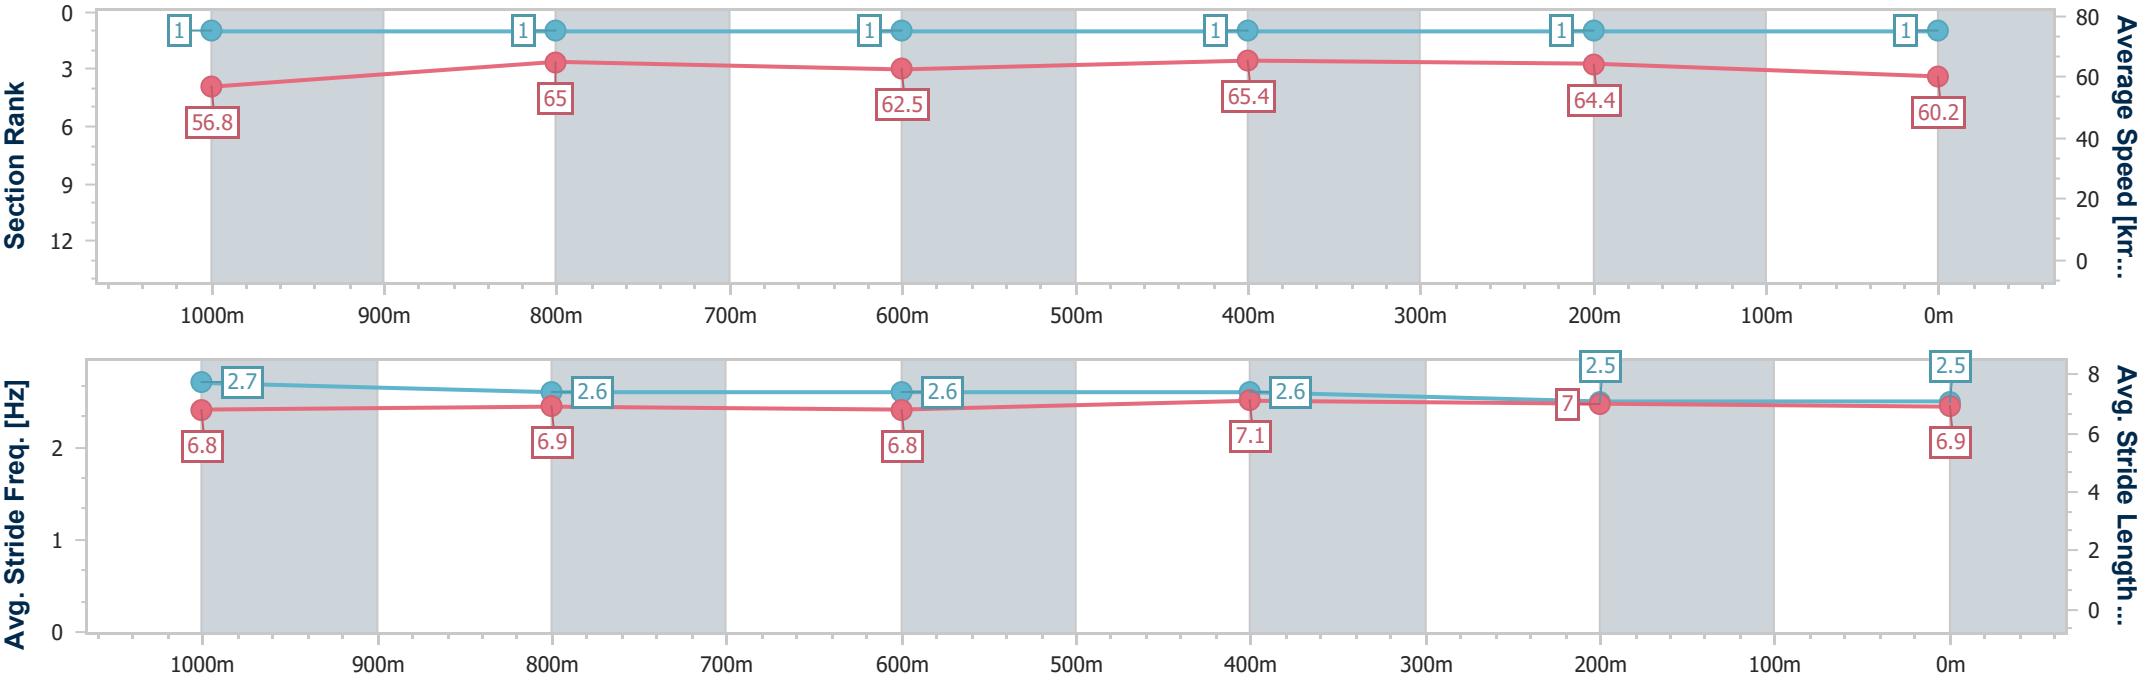 Section Rank
0
3
6
9
12
1 1 1 1 1 1
56.8 65 62.5 65.4 64.4 60.2
80
60
40
20
0
Average Speed [km...
1000m 900m 800m 700m 600m 500m 400m 300m 200m 100m 0m
Avg. Stride Freq. [Hz]
2
1
0
2.7 2.6 2.6 2.6 2.5 2.5
6.8 6.9 6.8 7.1 7 6.9
8
6
4
2
0
Avg. Stride Length ...
1000m 900m 800m 700m 600m 500m 400m 300m 200m 100m 0m